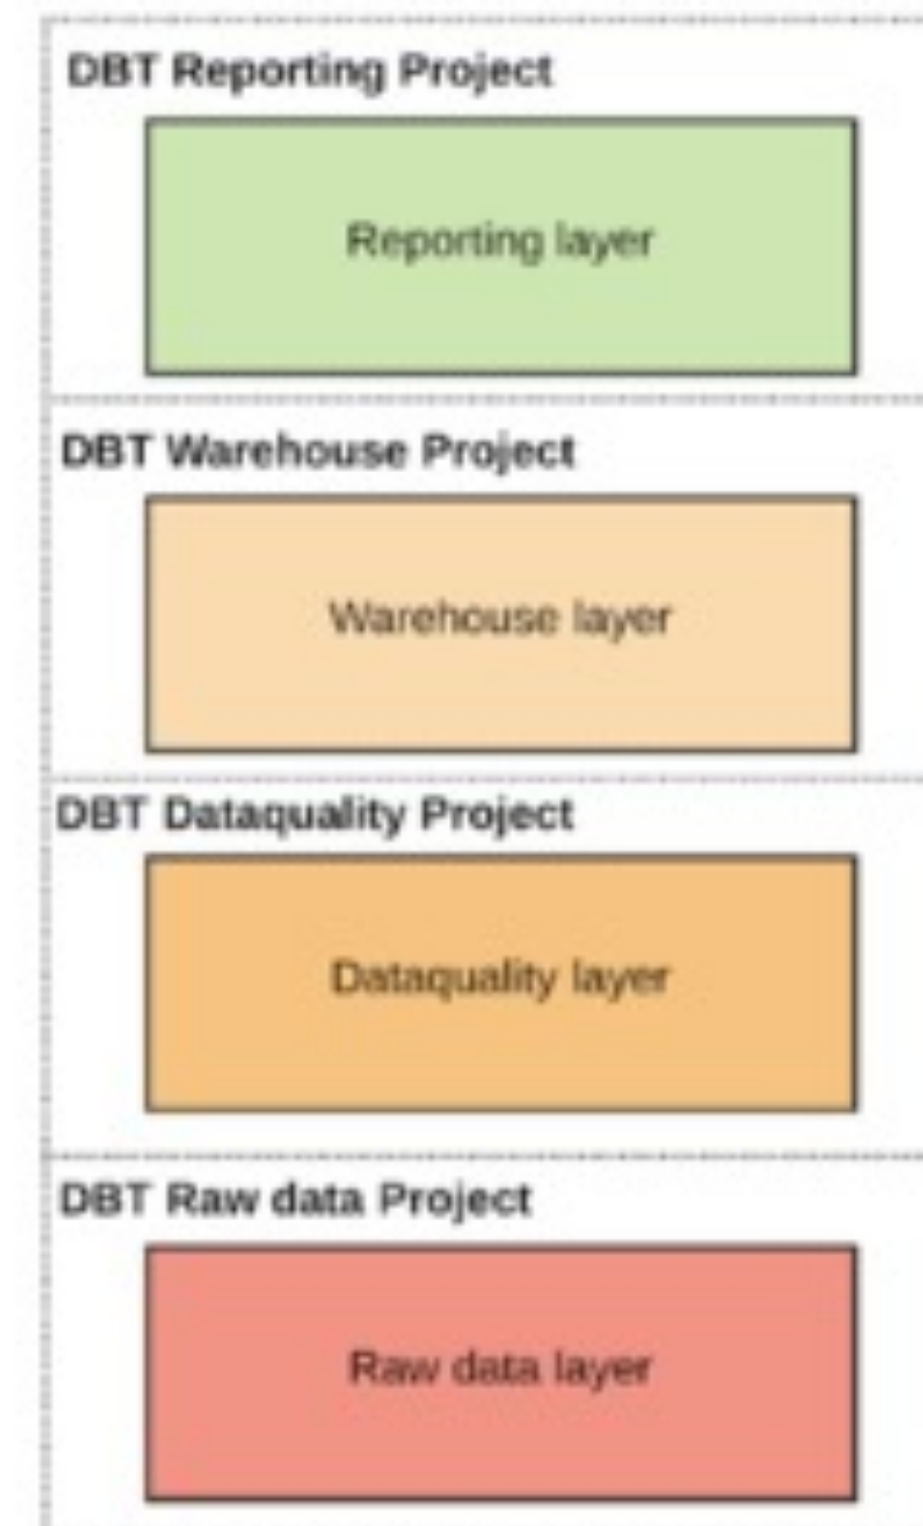 DBT Reporting Project
Reporting layer
DBT Warehouse Project
Warehouse layer
DBT Dataquality Project
Dataquality layer
DBT Raw data Project
Raw data layer